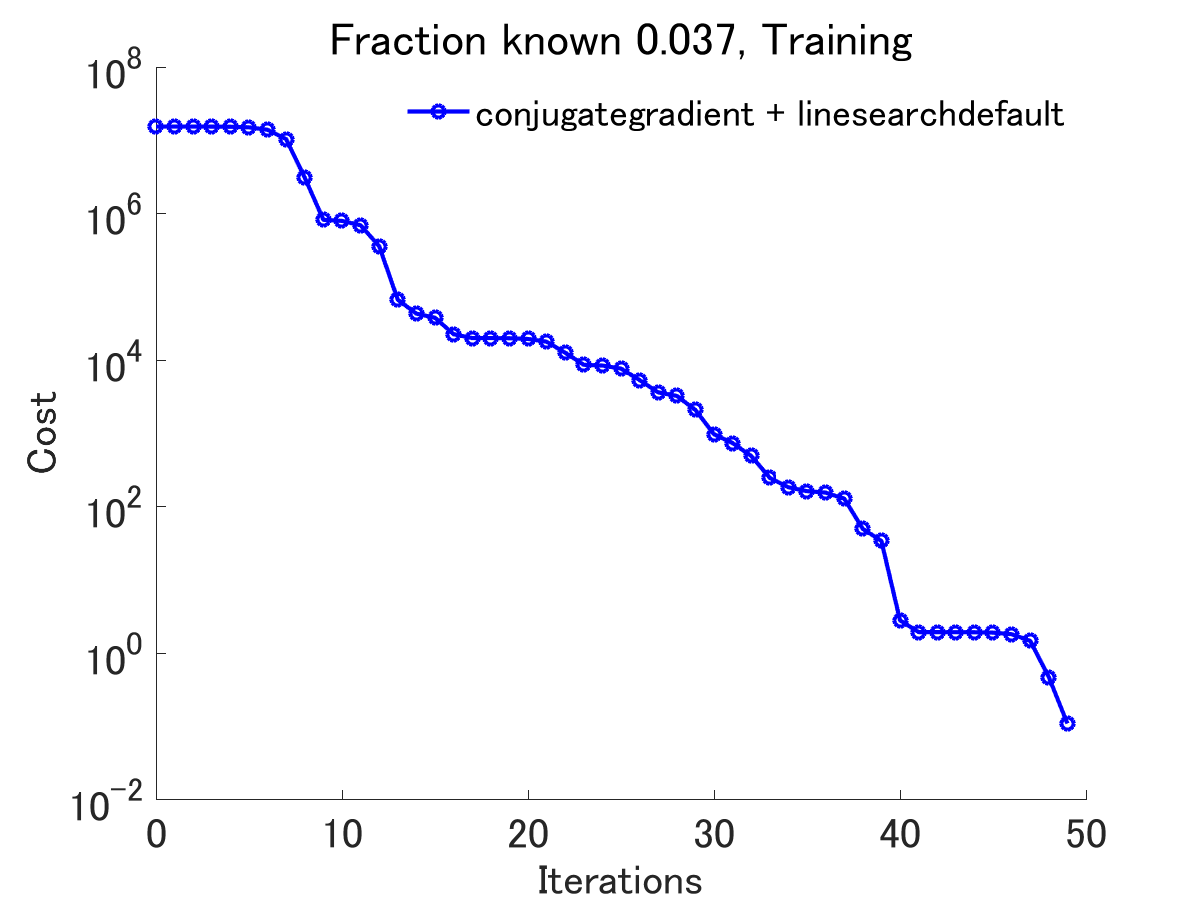 Fraction known 0.037, Training
conjugategradient + linesearchdefault
10^8
10^6
10^4
10^2
10^0
10^-2
Cost
0 10 20 30 40 50
Iterations